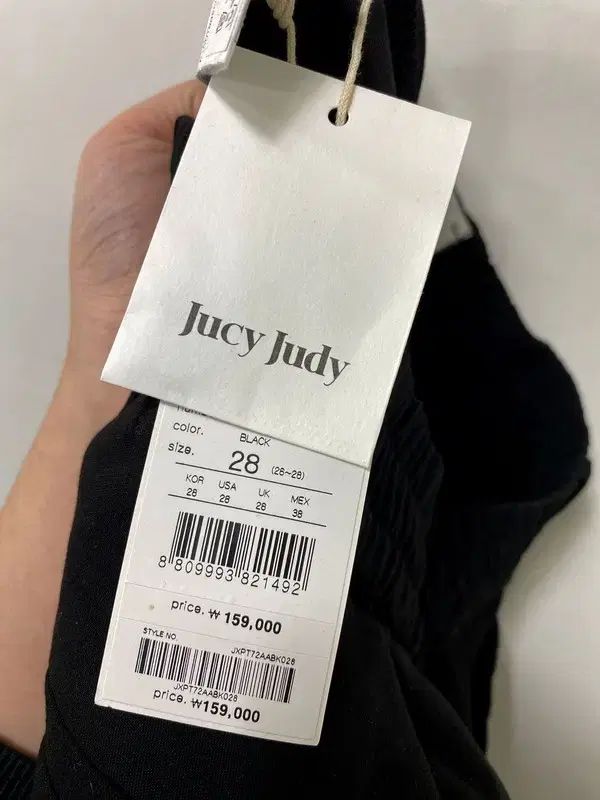 Jucy Judy
color. BLACK
size. 28 (26~28)
KOR USA UK MEX
28 28 28 38
8 809993 821492
price. ₩ 159,000
STYLE NO. JXPT72AABK028
JXPT72AABK028
price. ₩159,000